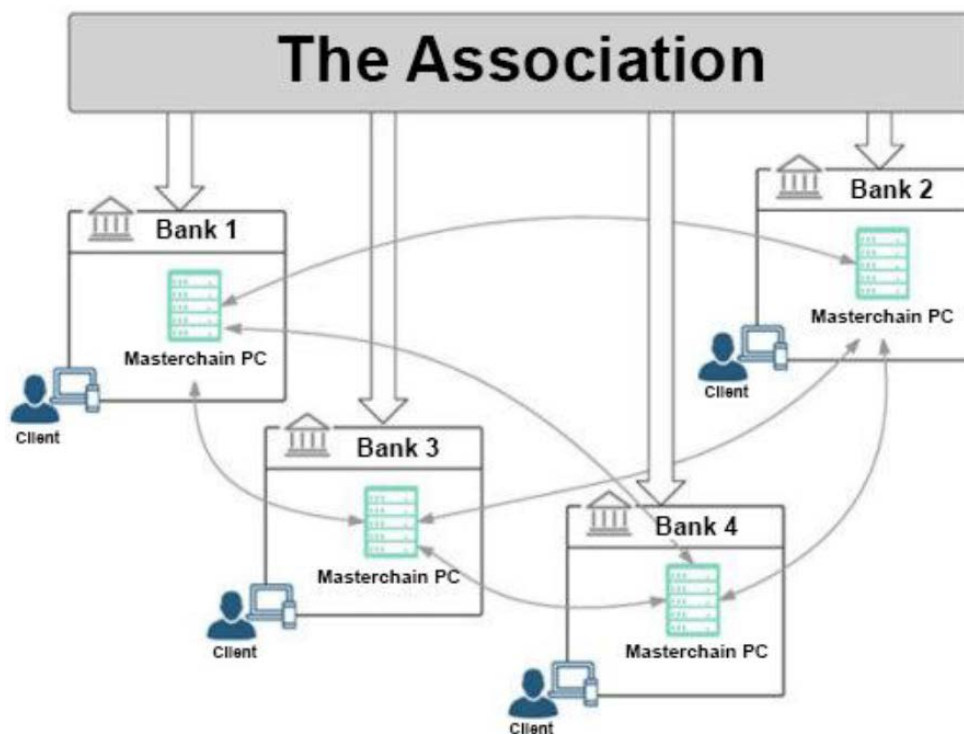 The Association
Bank 1
Masterchain PC
Client
Bank 2
Masterchain PC
Client
Bank 3
Masterchain PC
Client
Bank 4
Masterchain PC
Client